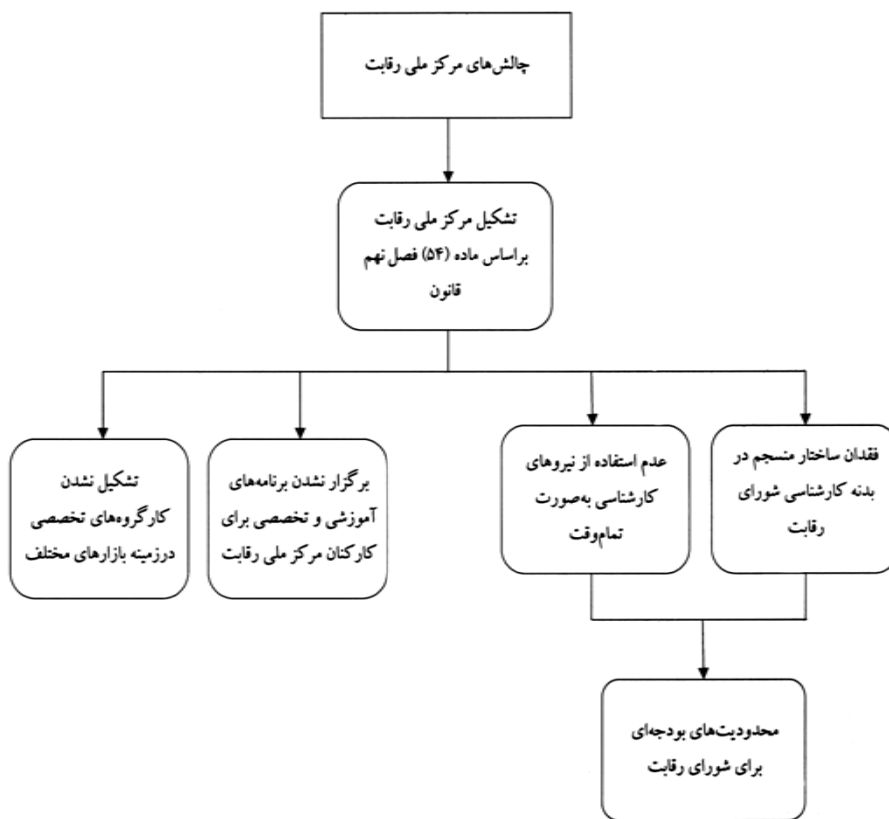 چالش‌های مرکز ملی رقابت
تشکیل مرکز ملی رقابت
براساس ماده (۵۴) فصل نهم
قانون
فقدان ساختار منسجم در
بدنه کارشناسی شورای
رقابت
عدم استفاده از نیروهای
کارشناسی به‌صورت
تمام‌وقت
برگزار نشدن برنامه‌های
آموزشی و تخصصی برای
کارکنان مرکز ملی رقابت
تشکیل نشدن
کارگروه‌های تخصصی
درزمینه بازارهای مختلف
محدودیت‌های بودجه‌ای
برای شورای رقابت